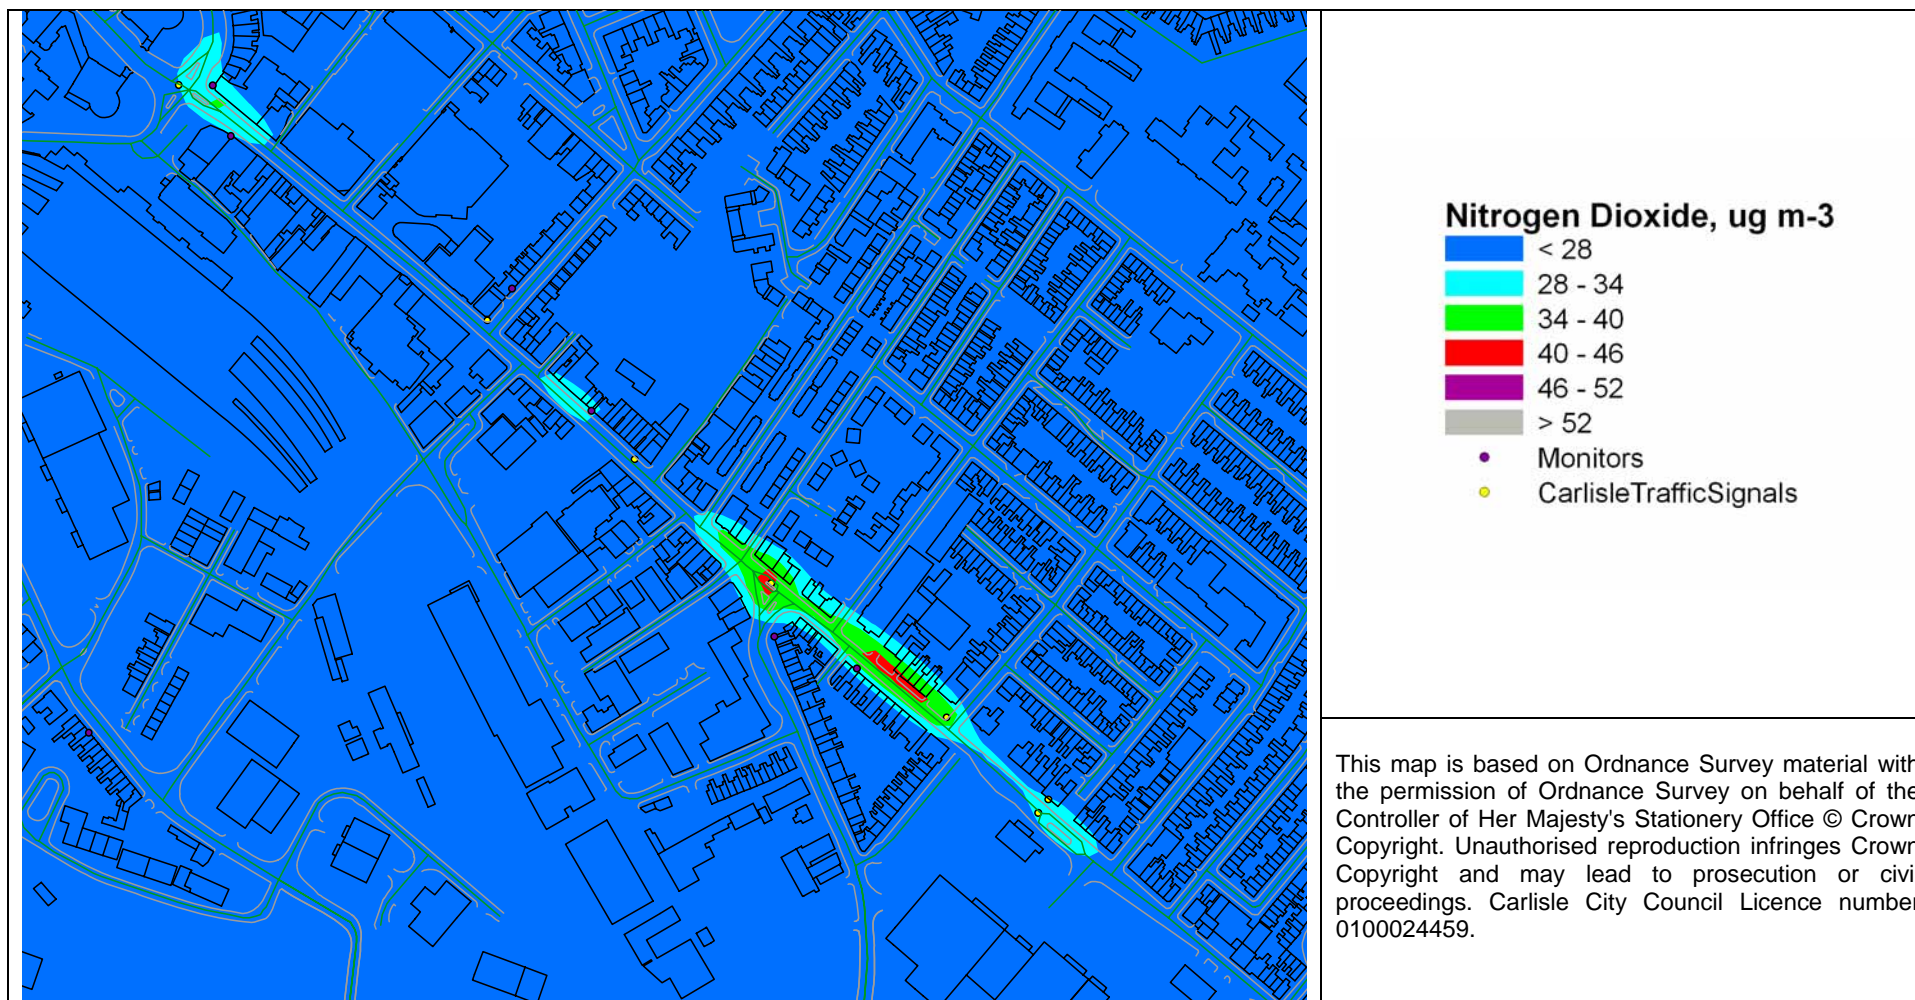 Nitrogen Dioxide, ug m-3
< 28
28 - 34
34 - 40
40 - 46
46 - 52
> 52
Monitors
CarlisleTrafficSignals
This map is based on Ordnance Survey material with
the permission of Ordnance Survey on behalf of the
Controller of Her Majesty's Stationery Office © Crown
Copyright. Unauthorised reproduction infringes Crown
Copyright and may lead to prosecution or civi
proceedings. Carlisle City Council Licence number
0100024459.